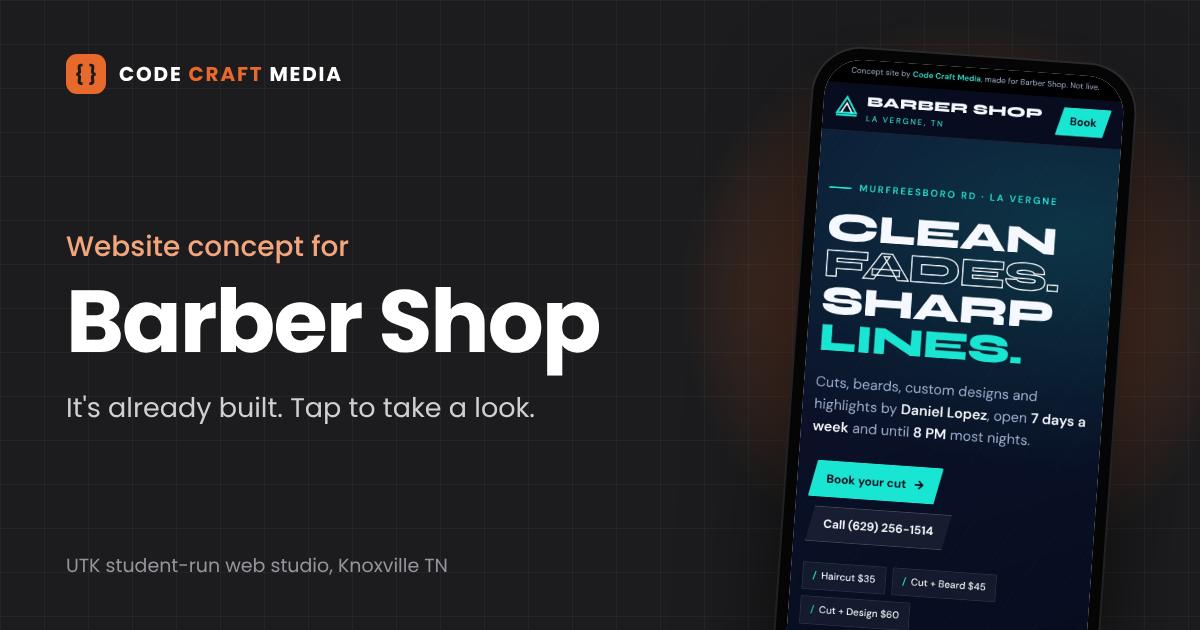 { } CODE CRAFT MEDIA
Website concept for
Barber Shop
It's already built. Tap to take a look.
UTK student-run web studio, Knoxville TN
Concept site by Code Craft Media, made for Barber Shop. Not live.
BARBER SHOP
LA VERGNE, TN
Book
MURFREESBORO RD · LA VERGNE
CLEAN
FADES.
SHARP
LINES.
Cuts, beards, custom designs and
highlights by Daniel Lopez, open 7 days a
week and until 8 PM most nights.
Book your cut →
Call (629) 256-1514
/ Haircut $35 / Cut + Beard $45
/ Cut + Design $60